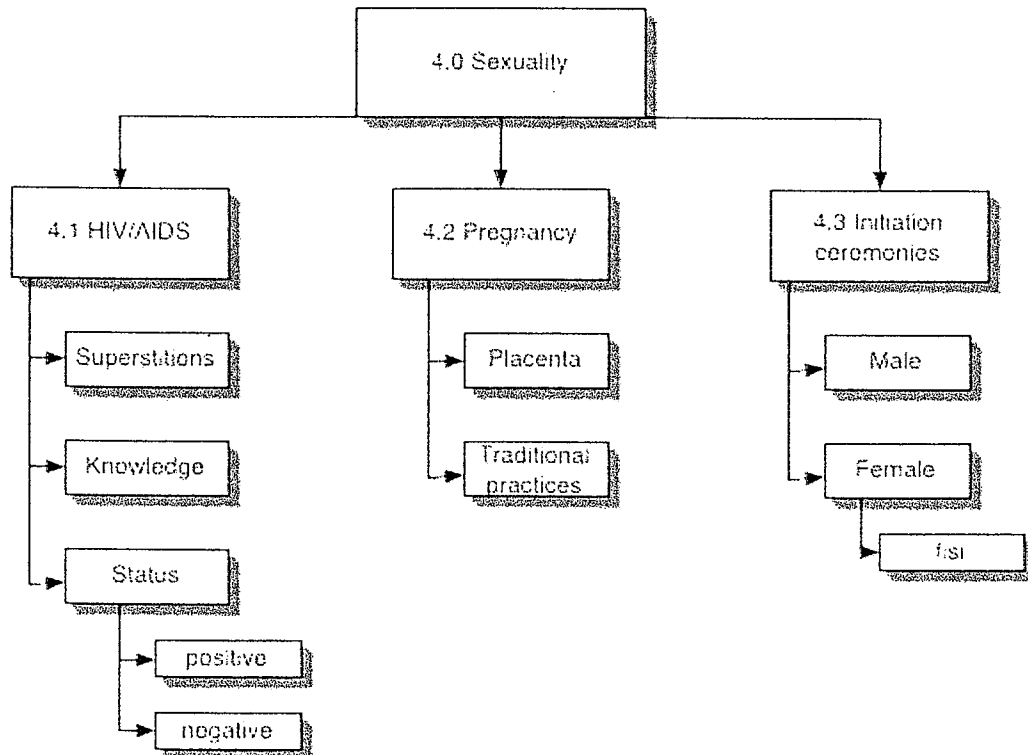 4.0 Sexuality
4.1 HIV/AIDS
4.2 Pregnancy
4.3 Initiation
ceremonies
Superstitions
Placenta
Male
Knowledge
Traditional
practices
Female
Status
fisi
positive
negative